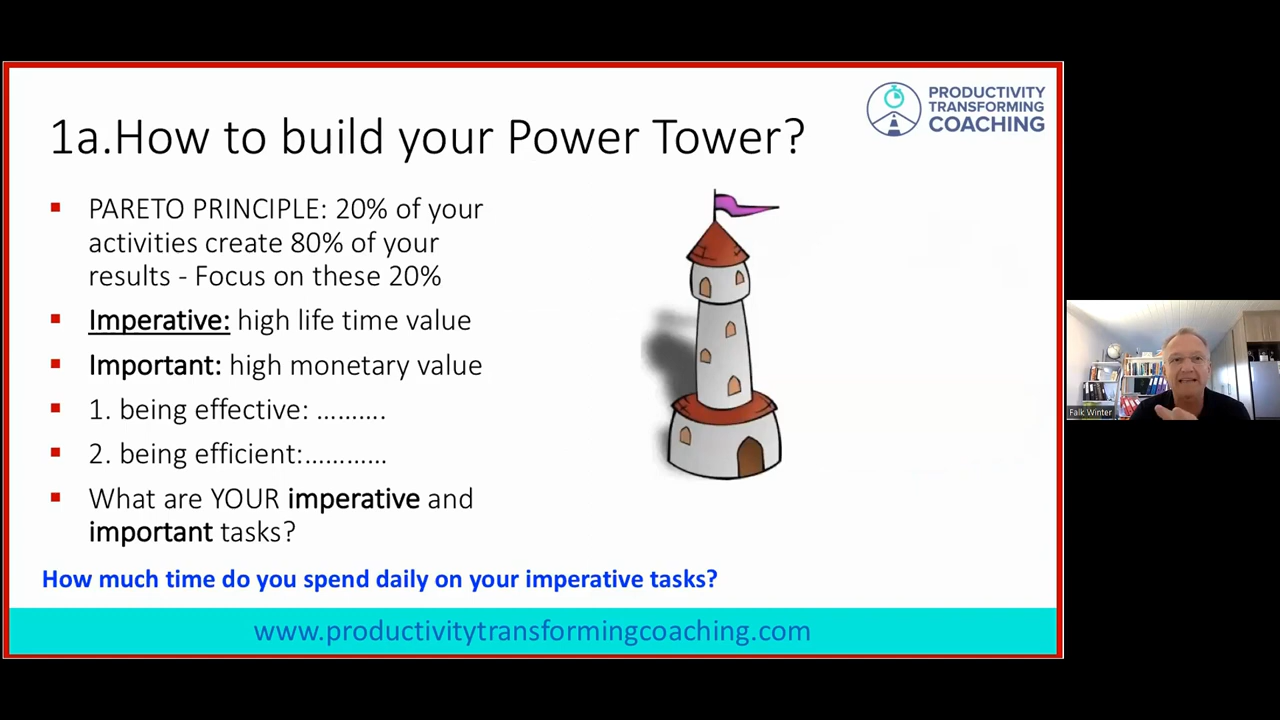 PRODUCTIVITY
TRANSFORMING
COACHING
1a.How to build your Power Tower?
▪ PARETO PRINCIPLE: 20% of your
activities create 80% of your
results - Focus on these 20%
▪ Imperative: high life time value
▪ Important: high monetary value
▪ 1. being effective: ……….
▪ 2. being efficient:…………
▪ What are YOUR imperative and
important tasks?
How much time do you spend daily on your imperative tasks?
www.productivitytransformingcoaching.com
Falk Winter